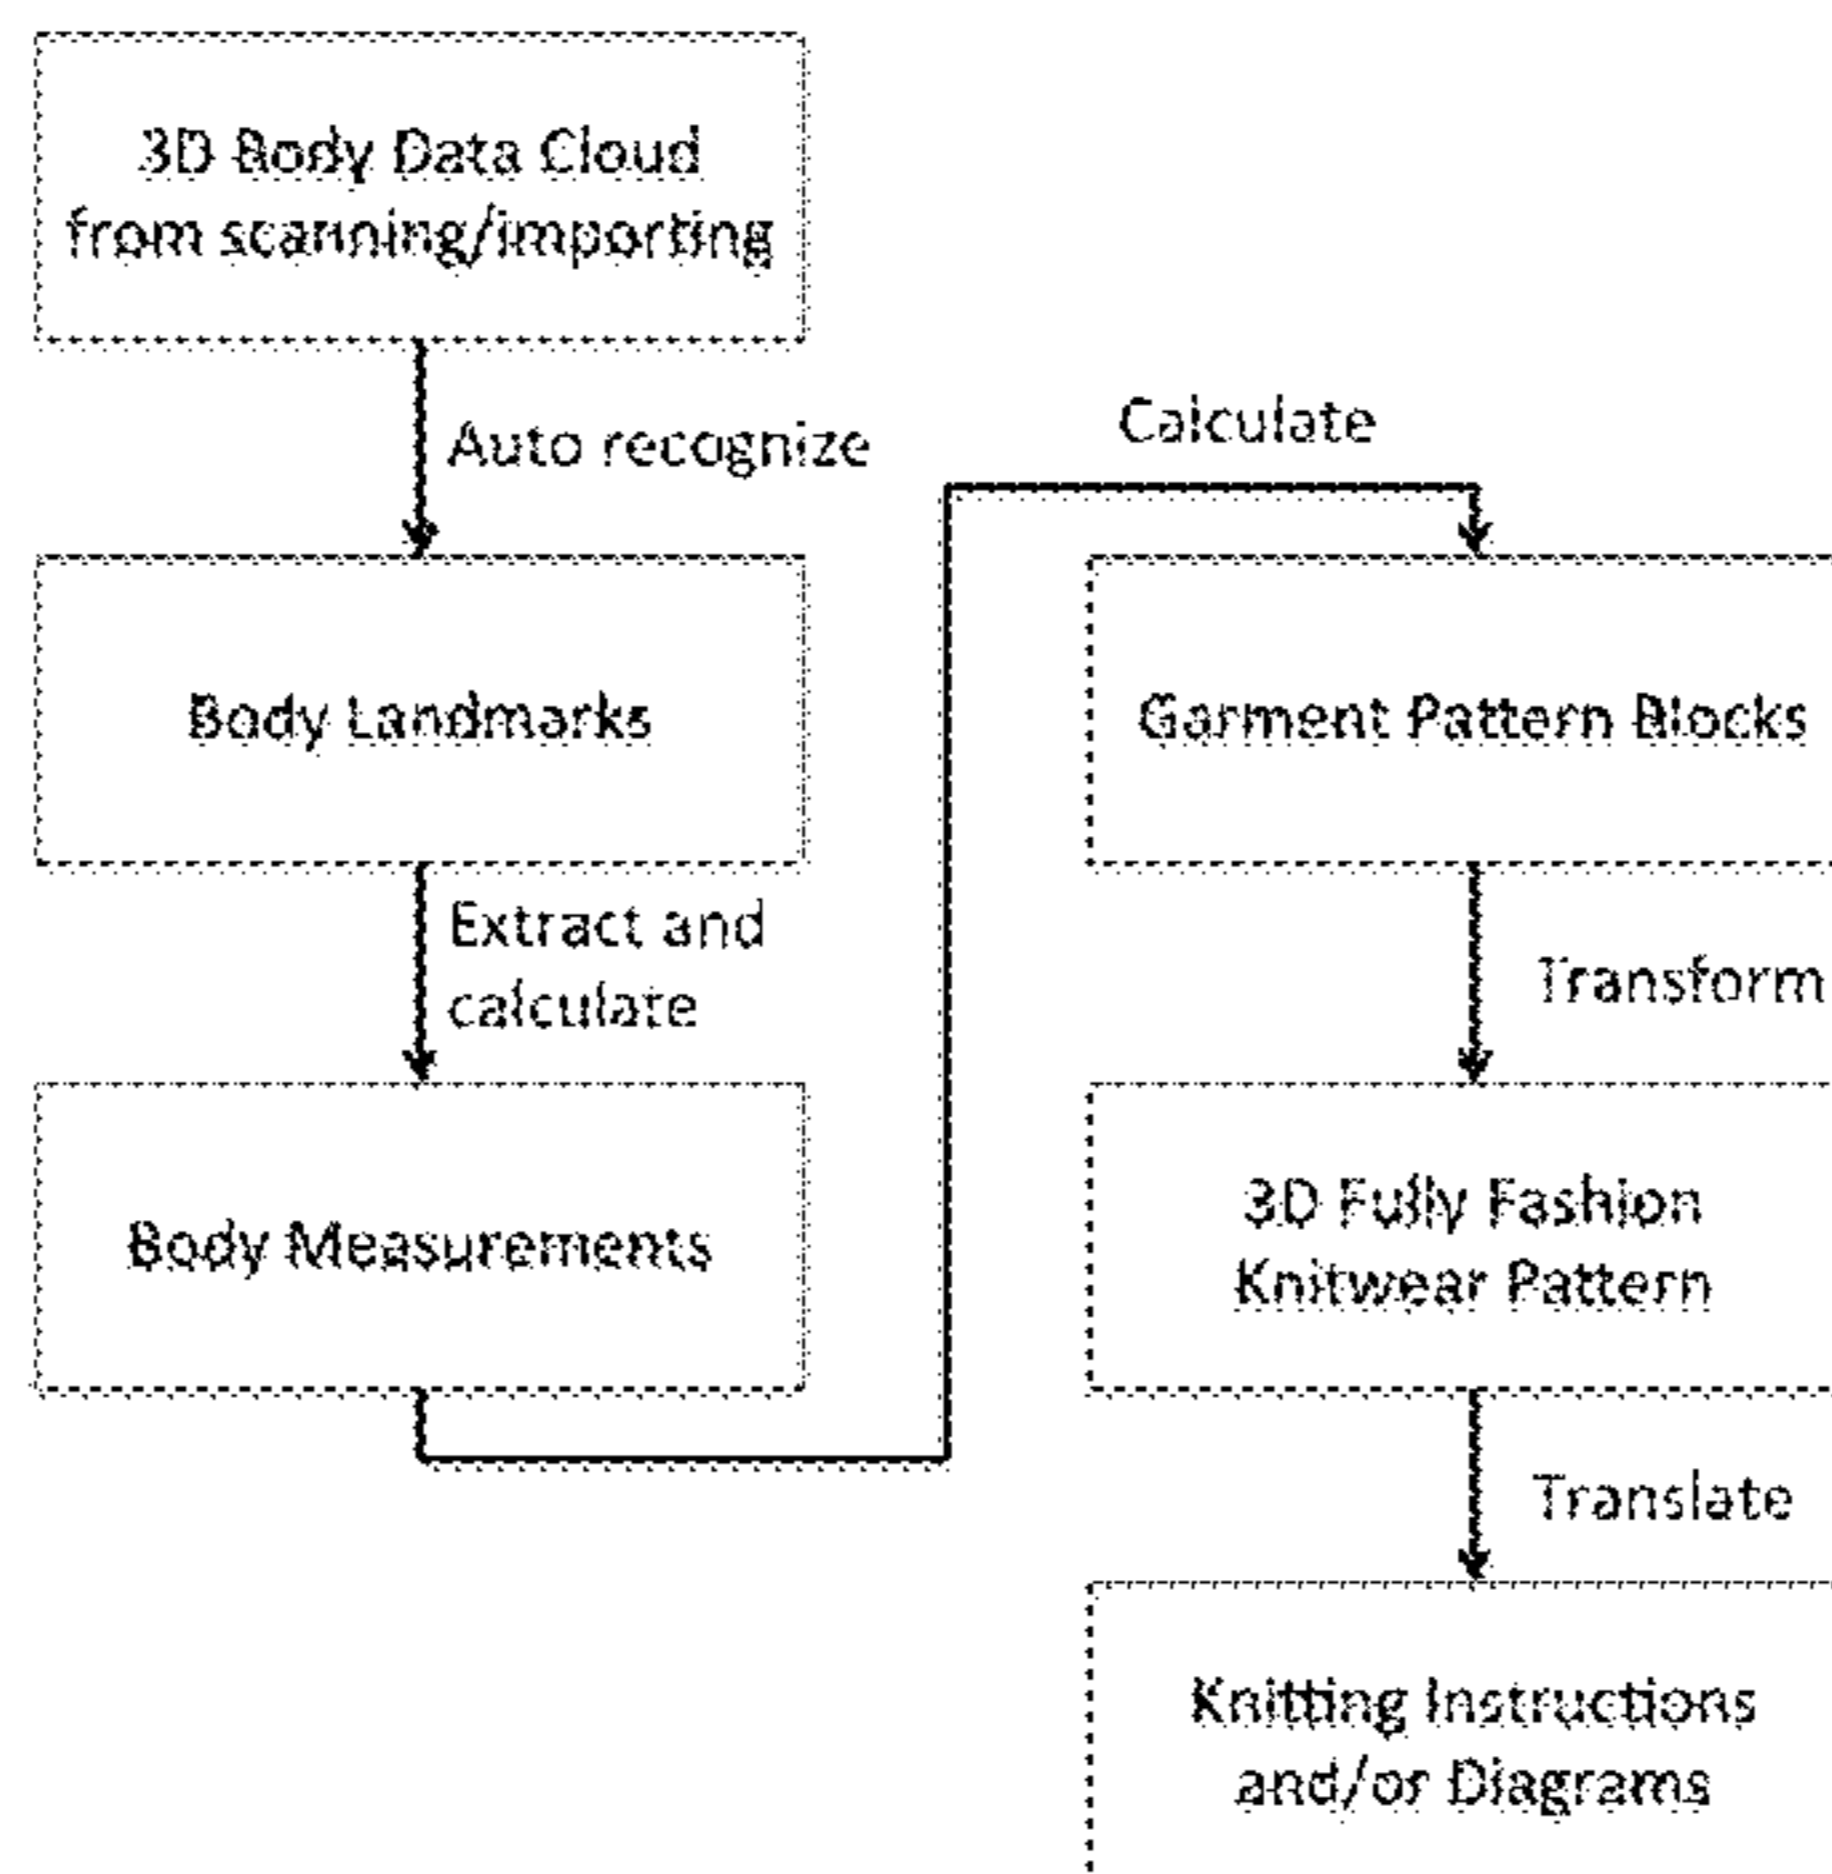 3D Body Data Cloud
from scanning/importing
Auto recognize
Body Landmarks
Extract and
calculate
Body Measurements
Calculate
Garment Pattern Blocks
Transform
3D Fully Fashion
Knitwear Pattern
Translate
Knitting Instructions
and/or Diagrams